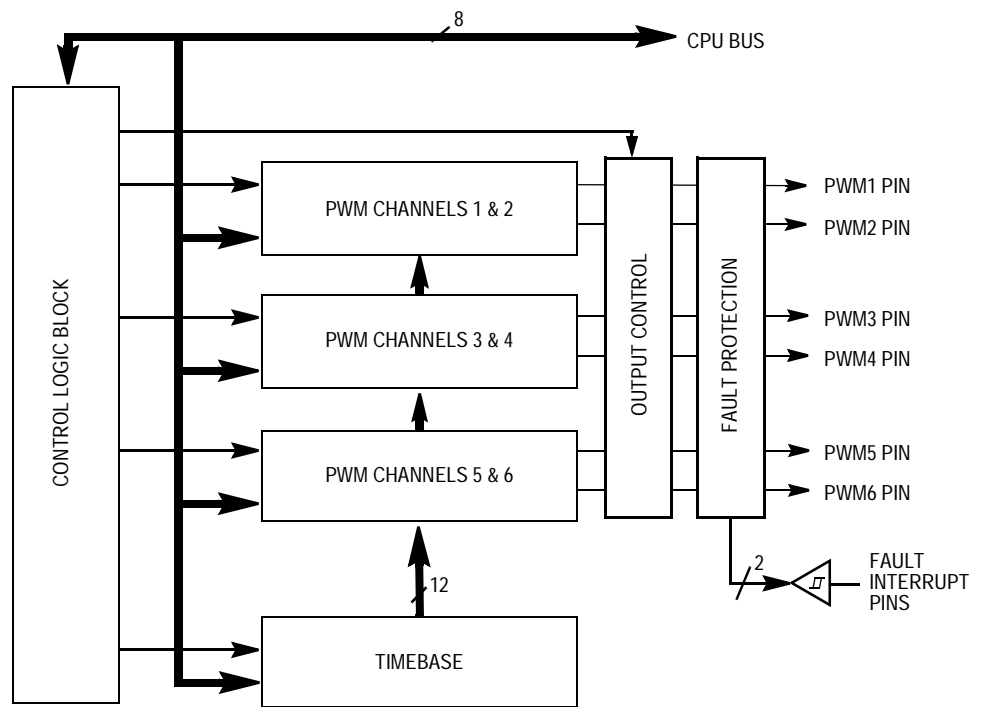 8
CPU BUS
CONTROL LOGIC BLOCK
PWM CHANNELS 1 & 2
PWM CHANNELS 3 & 4
PWM CHANNELS 5 & 6
12
TIMEBASE
OUTPUT CONTROL
FAULT PROTECTION
PWM1 PIN
PWM2 PIN
PWM3 PIN
PWM4 PIN
PWM5 PIN
PWM6 PIN
2
FAULT
INTERRUPT
PINS